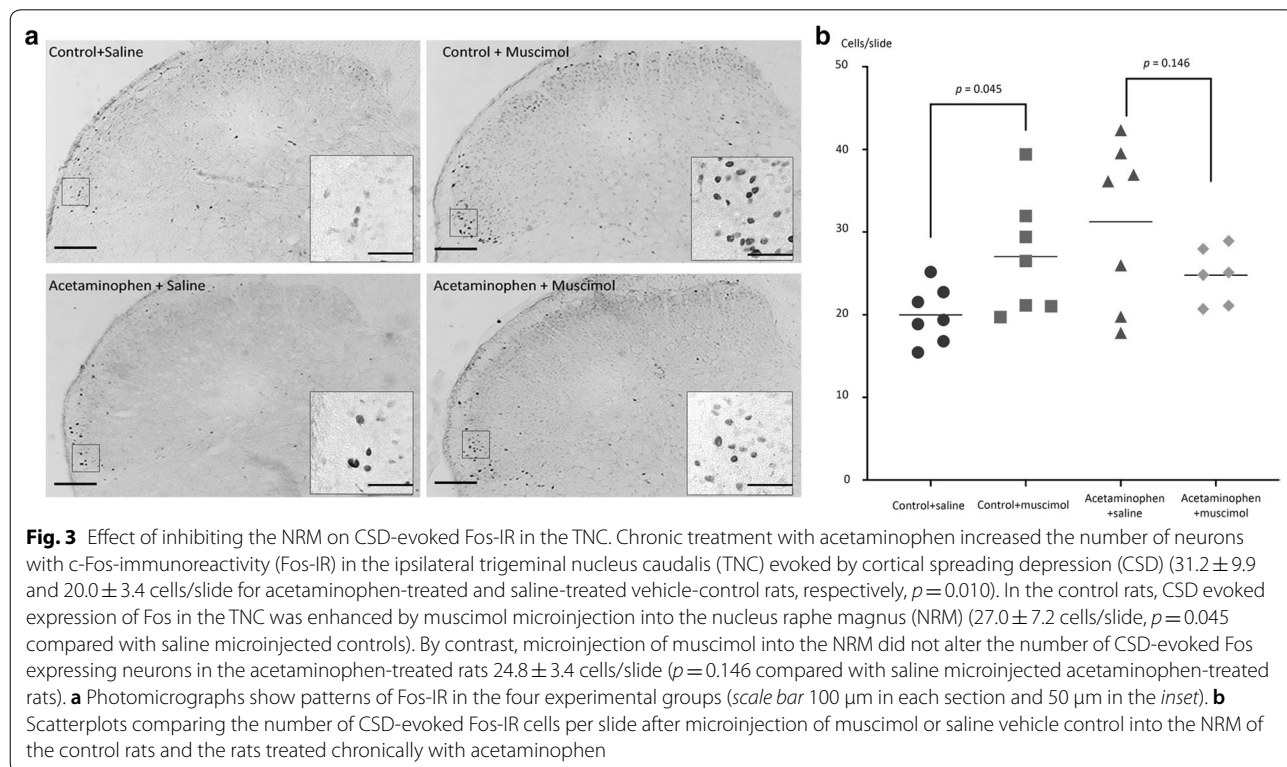 a
Control+Saline
Control + Muscimol
Acetaminophen + Saline
Acetaminophen + Muscimol
b
Cells/slide
50
40
30
20
10
0
p = 0.045
p = 0.146
Control+saline
Control+muscimol
Acetaminophen
+saline
Acetaminophen
+muscimol
Fig. 3 Effect of inhibiting the NRM on CSD-evoked Fos-IR in the TNC. Chronic treatment with acetaminophen increased the number of neurons
with c-Fos-immunoreactivity (Fos-IR) in the ipsilateral trigeminal nucleus caudalis (TNC) evoked by cortical spreading depression (CSD) (31.2 ± 9.9
and 20.0 ± 3.4 cells/slide for acetaminophen-treated and saline-treated vehicle-control rats, respectively, p = 0.010). In the control rats, CSD evoked
expression of Fos in the TNC was enhanced by muscimol microinjection into the nucleus raphe magnus (NRM) (27.0 ± 7.2 cells/slide, p = 0.045
compared with saline microinjected controls). By contrast, microinjection of muscimol into the NRM did not alter the number of CSD-evoked Fos
expressing neurons in the acetaminophen-treated rats 24.8 ± 3.4 cells/slide (p = 0.146 compared with saline microinjected acetaminophen-treated
rats). a Photomicrographs show patterns of Fos-IR in the four experimental groups (scale bar 100 µm in each section and 50 µm in the inset). b
Scatterplots comparing the number of CSD-evoked Fos-IR cells per slide after microinjection of muscimol or saline vehicle control into the NRM of
the control rats and the rats treated chronically with acetaminophen